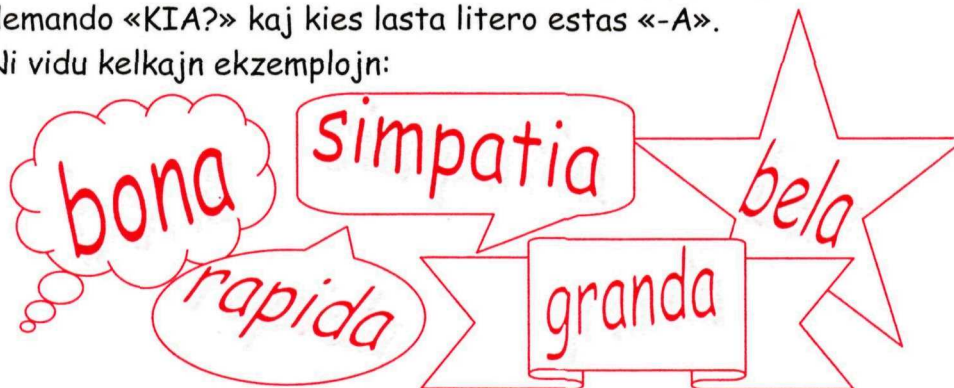 demando «KIA?» kaj kies lasta litero estas «-A».
Ni vidu kelkajn ekzemplojn:
bona
simpatia
bela
rapida
granda